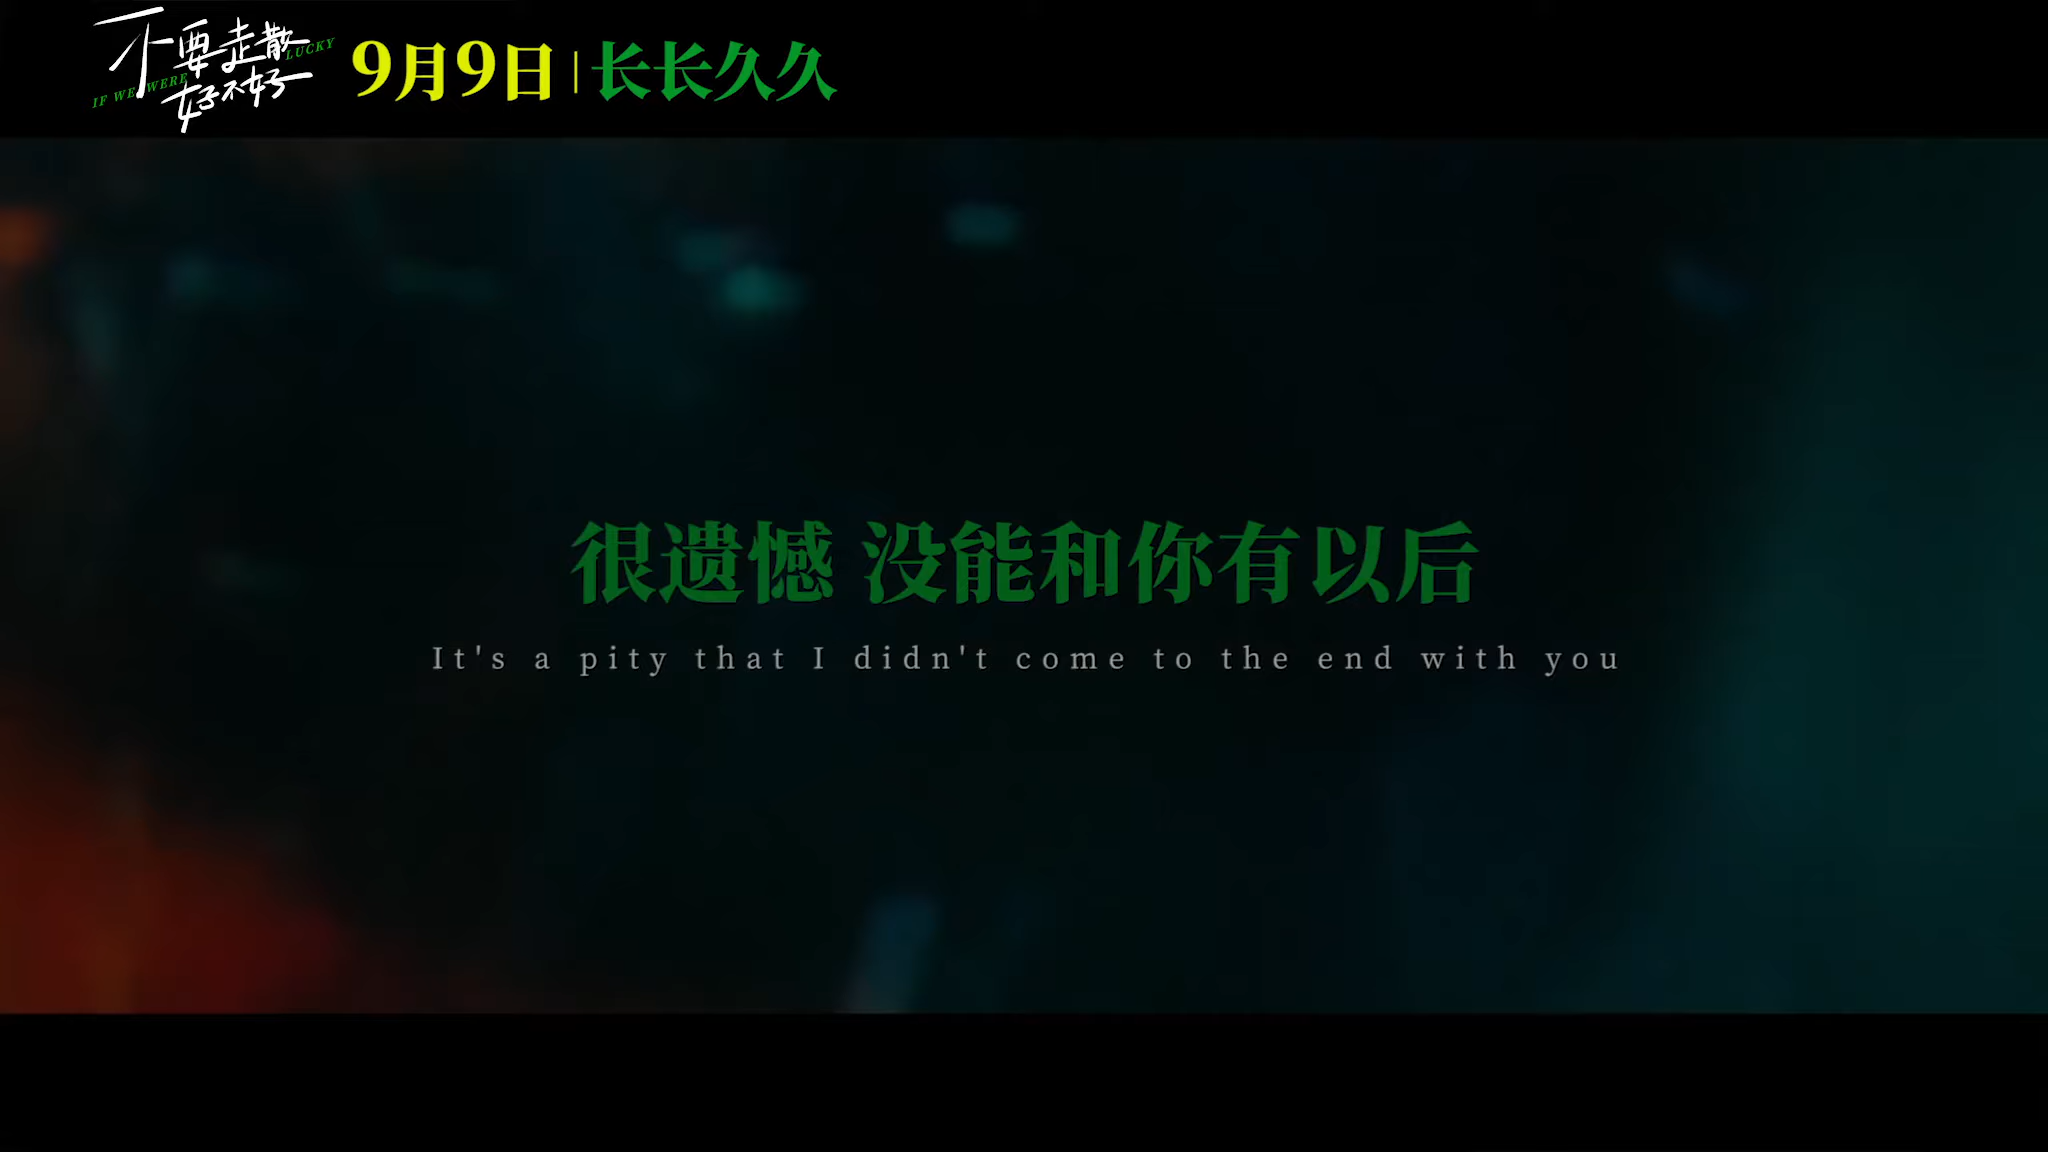 不要走散
好不好
IF WE WERE LUCKY
9月9日 | 长长久久
很遗憾 没能和你有以后
It's a pity that I didn't come to the end with you